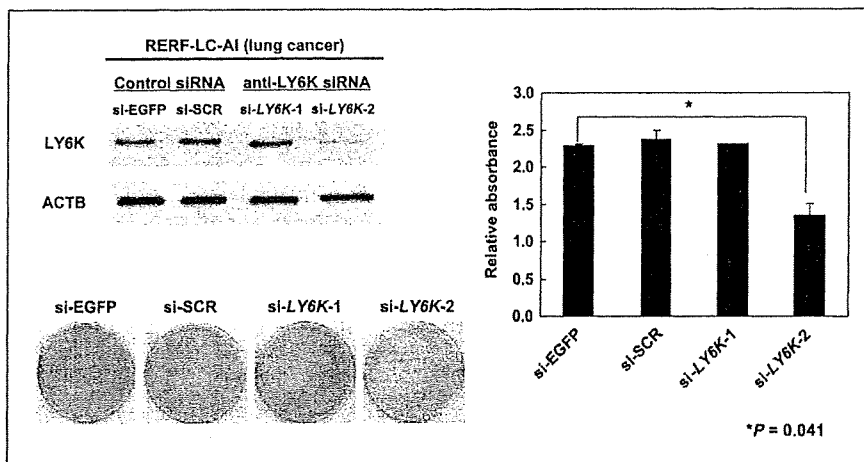 RERF-LC-AI (lung cancer)
Control siRNA anti-LY6K siRNA
si-EGFP si-SCR si-LY6K-1 si-LY6K-2
LY6K
ACTB
si-EGFP si-SCR si-LY6K-1 si-LY6K-2
Relative absorbance
3.0
2.5
2.0
1.5
1.0
0.5
0.0
*
si-EGFP
si-SCR
si-LY6K-1
si-LY6K-2
*P = 0.041